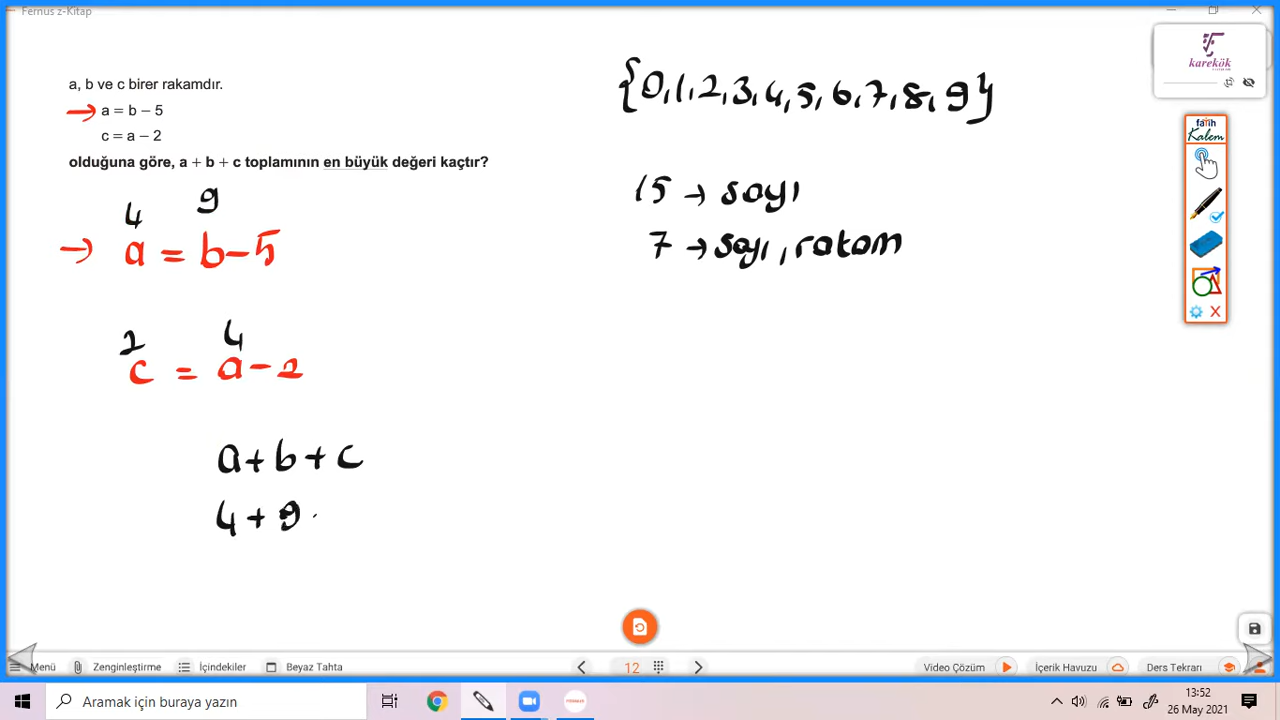 Fernus z-Kitap
karekök
YAYINLARI
a, b ve c birer rakamdır.
→ a = b − 5
c = a − 2
olduğuna göre, a + b + c toplamının en büyük değeri kaçtır?
{0,1,2,3,4,5,6,7,8,9}
15 → sayı
7 → sayı, rakam
4 9
→ a = b − 5
2 4
c = a − 2
a + b + c
4 + 9
fatih
Kalem
Menü
Zenginleştirme
İçindekiler
Beyaz Tahta
12
Video Çözüm
İçerik Havuzu
Ders Tekrarı
Aramak için buraya yazın
13:52
26 May 2021